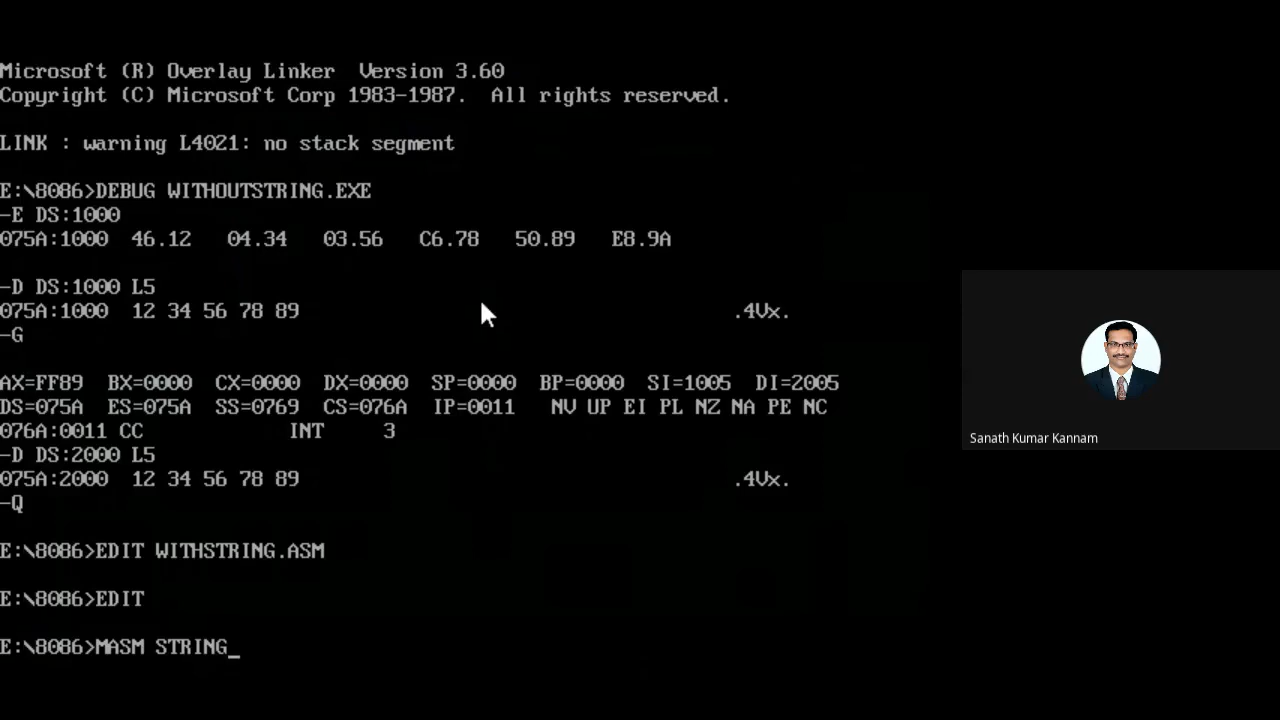 Microsoft (R) Overlay Linker  Version 3.60
Copyright (C) Microsoft Corp 1983-1987.  All rights reserved.
LINK : warning L4021: no stack segment
E:\8086>DEBUG WITHOUTSTRING.EXE
-E DS:1000
075A:1000  46.12   04.34   03.56   C6.78   50.89   E8.9A
-D DS:1000 L5
075A:1000  12 34 56 78 89                                    .4Vx.
-G
AX=FF89  BX=0000  CX=0000  DX=0000  SP=0000  BP=0000  SI=1005  DI=2005
DS=075A  ES=075A  SS=0769  CS=076A  IP=0011   NV UP EI PL NZ NA PE NC
076A:0011 CC            INT     3
-D DS:2000 L5
075A:2000  12 34 56 78 89                                    .4Vx.
-Q
E:\8086>EDIT WITHSTRING.ASM
E:\8086>EDIT
E:\8086>MASM STRING_
Sanath Kumar Kannam